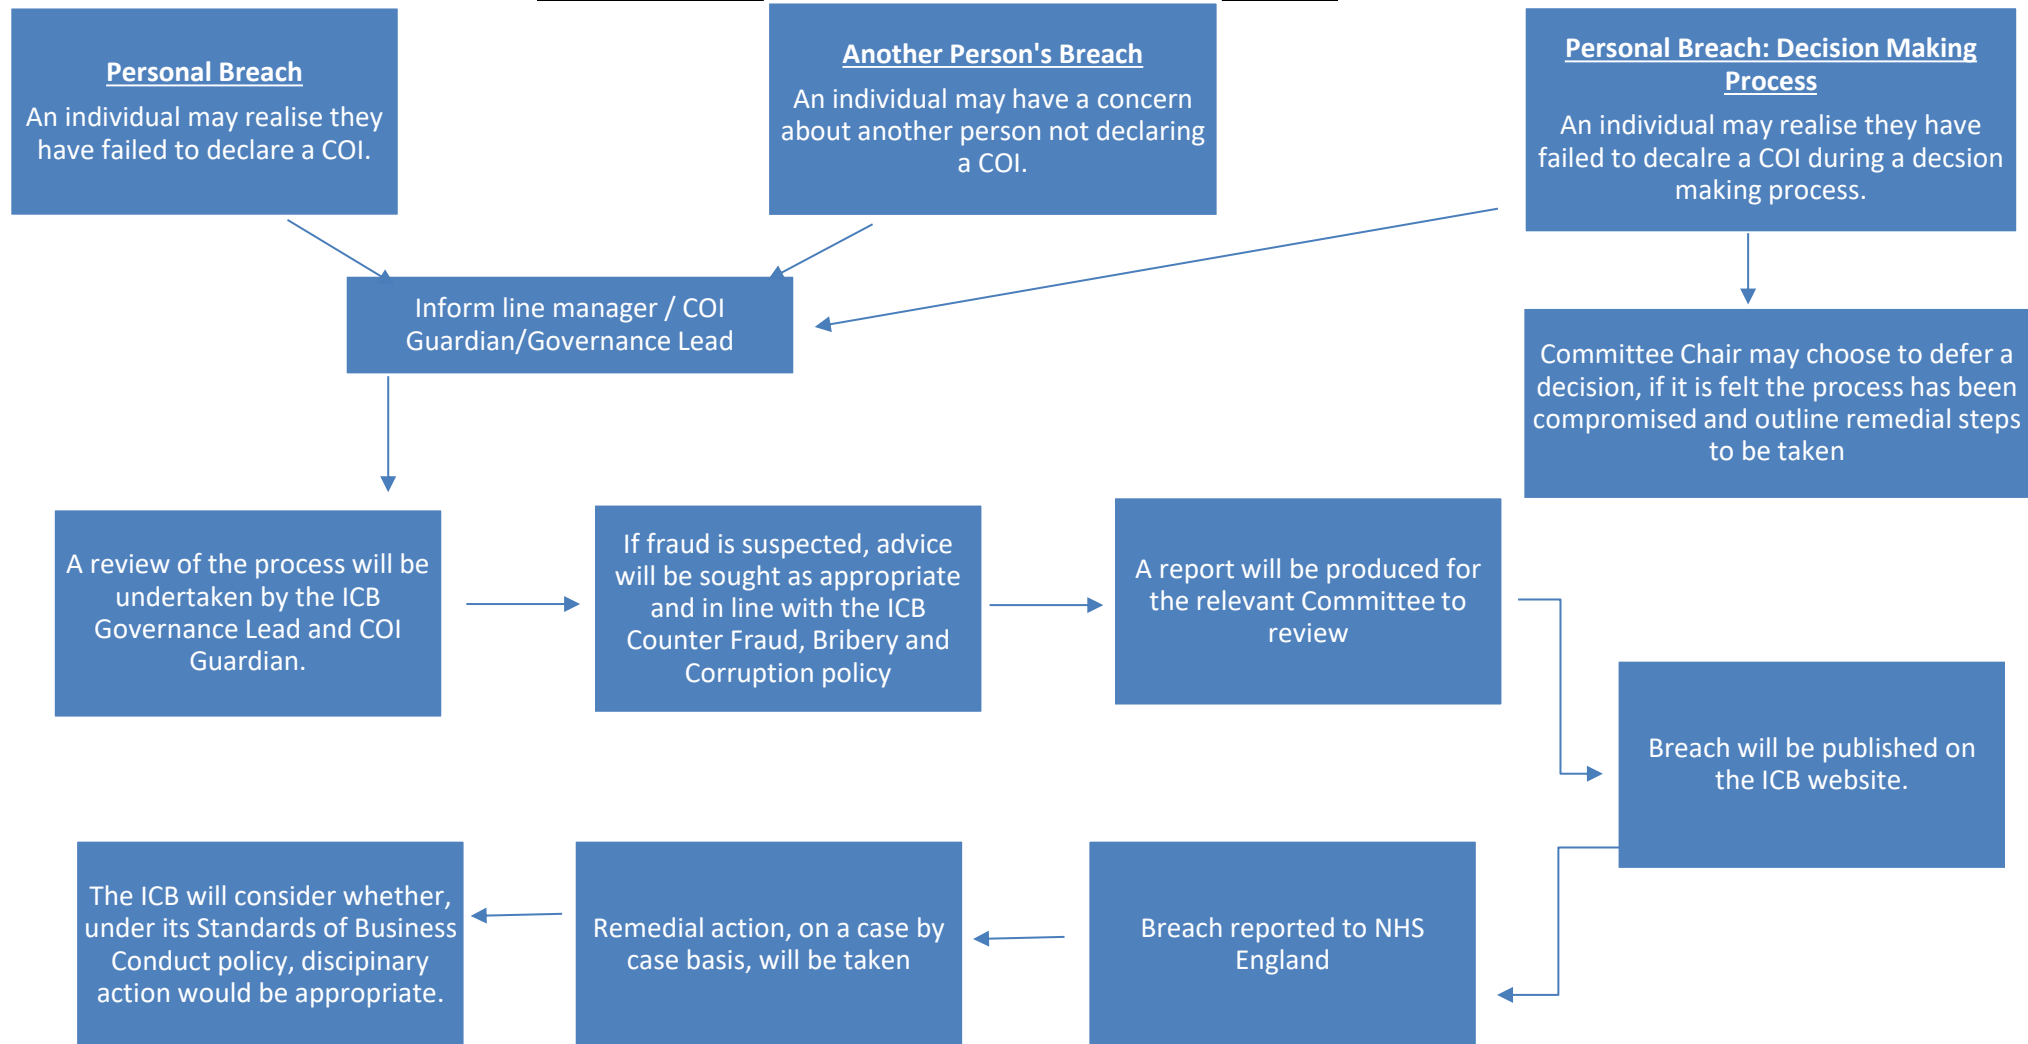 Personal Breach
An individual may realise they
have failed to declare a COI.
Another Person's Breach
An individual may have a concern
about another person not declaring
a COI.
Personal Breach: Decision Making
Process
An individual may realise they have
failed to decalre a COI during a decsion
making process.
Inform line manager / COI
Guardian/Governance Lead
Committee Chair may choose to defer a
decision, if it is felt the process has been
compromised and outline remedial steps
to be taken
A review of the process will be
undertaken by the ICB
Governance Lead and COI
Guardian.
If fraud is suspected, advice
will be sought as appropriate
and in line with the ICB
Counter Fraud, Bribery and
Corruption policy
A report will be produced for
the relevant Committee to
review
Breach will be published on
the ICB website.
Breach reported to NHS
England
Remedial action, on a case by
case basis, will be taken
The ICB will consider whether,
under its Standards of Business
Conduct policy, discipinary
action would be appropriate.